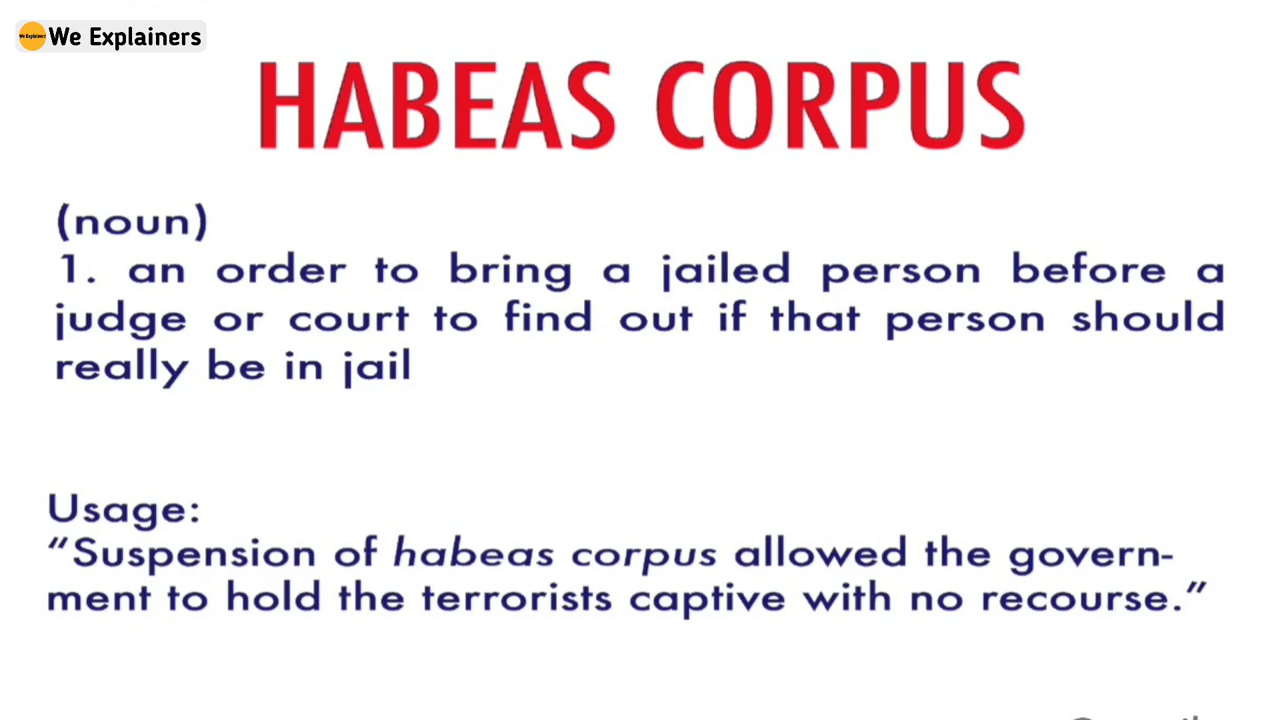 We Explainers
HABEAS CORPUS
(noun)
1. an order to bring a jailed person before a
judge or court to find out if that person should
really be in jail
Usage:
“Suspension of habeas corpus allowed the govern-
ment to hold the terrorists captive with no recourse.”